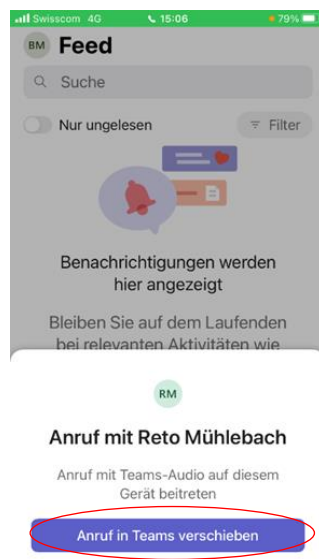 Swisscom 4G 15:06 79%
BM Feed
Suche
Nur ungelesen Filter
Benachrichtigungen werden
hier angezeigt
Bleiben Sie auf dem Laufenden
bei relevanten Aktivitäten wie
RM
Anruf mit Reto Mühlebach
Anruf mit Teams-Audio auf diesem
Gerät beitreten
Anruf in Teams verschieben